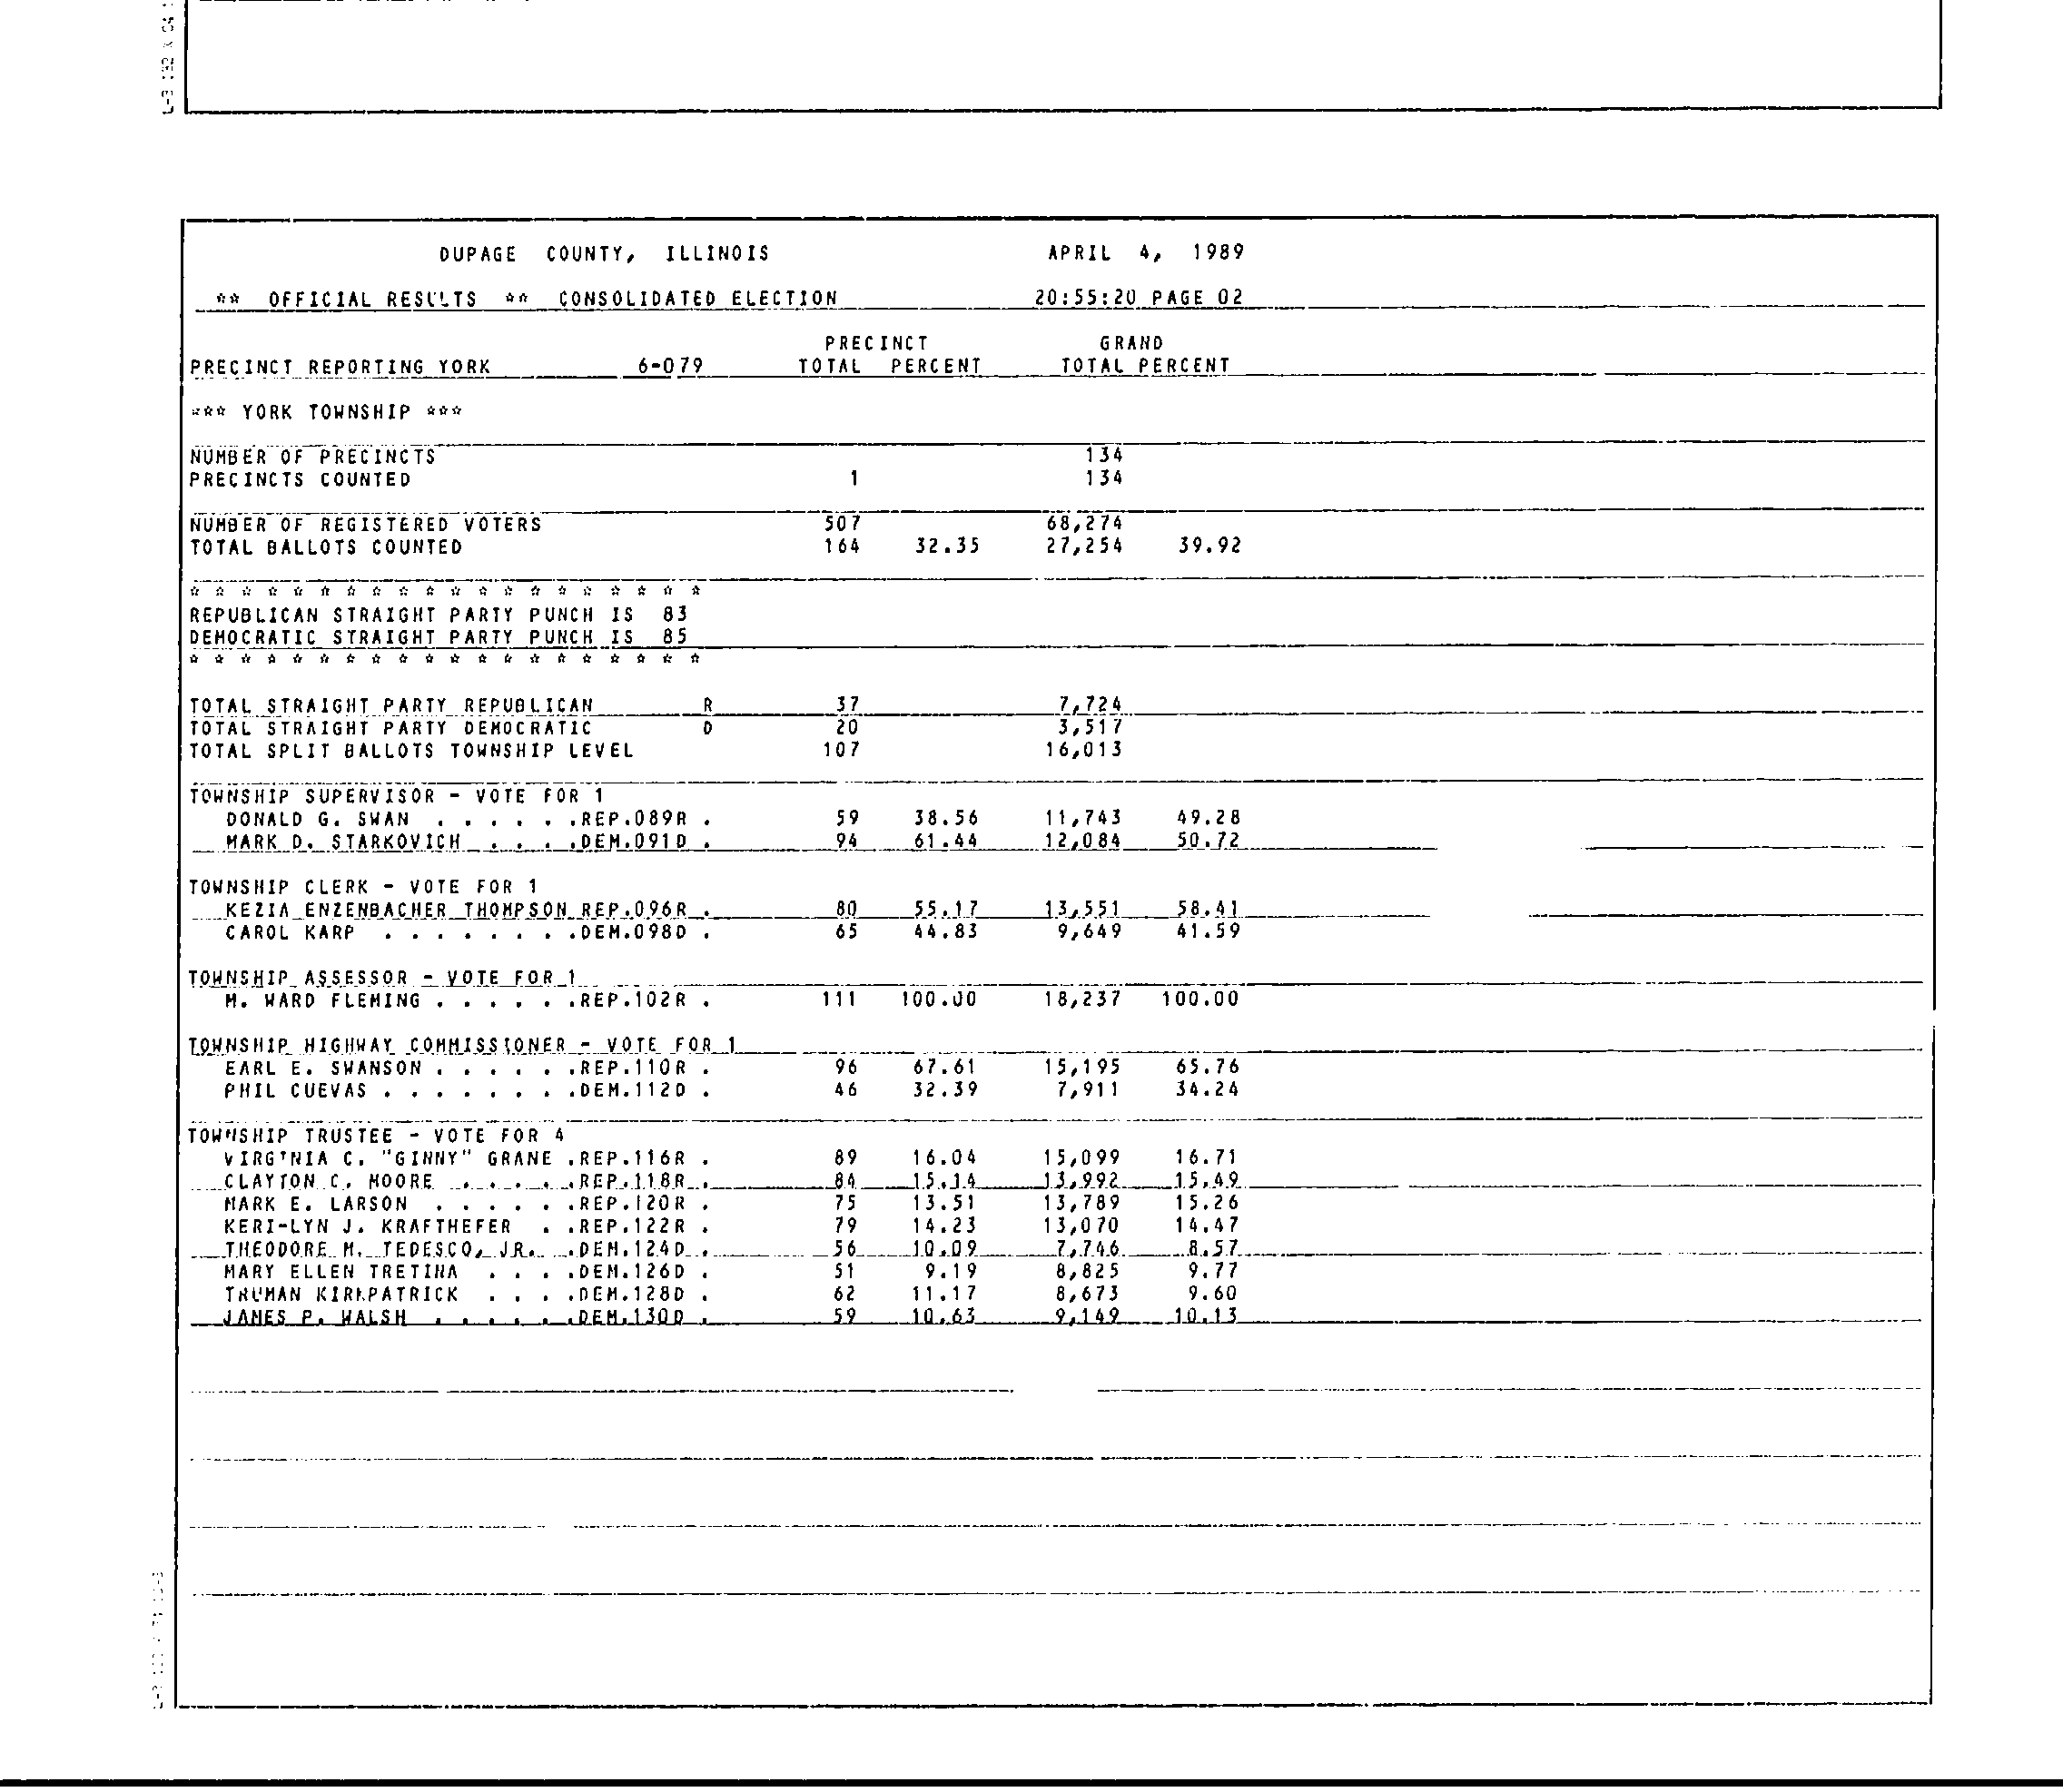 DUPAGE COUNTY, ILLINOIS APRIL 4, 1989
** OFFICIAL RESULTS ** CONSOLIDATED ELECTION 20:55:20 PAGE 02
PRECINCT GRAND
PRECINCT REPORTING YORK 6-079 TOTAL PERCENT TOTAL PERCENT
*** YORK TOWNSHIP ***
NUMBER OF PRECINCTS 134
PRECINCTS COUNTED 1 134
NUMBER OF REGISTERED VOTERS 507 68,274
TOTAL BALLOTS COUNTED 164 32.35 27,254 39.92
* * * * * * * * * * * * * * * * * * * *
REPUBLICAN STRAIGHT PARTY PUNCH IS 83
DEMOCRATIC STRAIGHT PARTY PUNCH IS 85
* * * * * * * * * * * * * * * * * * * *
TOTAL STRAIGHT PARTY REPUBLICAN R 37 7,724
TOTAL STRAIGHT PARTY DEMOCRATIC D 20 3,517
TOTAL SPLIT BALLOTS TOWNSHIP LEVEL 107 16,013
TOWNSHIP SUPERVISOR - VOTE FOR 1
DONALD G. SWAN . . . . . .REP.089R . 59 38.56 11,743 49.28
MARK D. STARKOVICH . . . .DEM.091D . 94 61.44 12,084 50.72
TOWNSHIP CLERK - VOTE FOR 1
KEZIA ENZENBACHER THOMPSON REP.096R . 80 55.17 13,551 58.41
CAROL KARP . . . . . . . .DEM.098D . 65 44.83 9,649 41.59
TOWNSHIP ASSESSOR - VOTE FOR 1
M. WARD FLEMING . . . . . .REP.102R . 111 100.00 18,237 100.00
TOWNSHIP HIGHWAY COMMISSIONER - VOTE FOR 1
EARL E. SWANSON . . . . . .REP.110R . 96 67.61 15,195 65.76
PHIL CUEVAS . . . . . . . .DEM.112D . 46 32.39 7,911 34.24
TOWNSHIP TRUSTEE - VOTE FOR 4
VIRGINIA C. "GINNY" GRANE .REP.116R . 89 16.04 15,099 16.71
CLAYTON C. MOORE . . . . .REP.118R . 84 15.14 13,992 15.49
MARK E. LARSON . . . . . .REP.120R . 75 13.51 13,789 15.26
KERI-LYN J. KRAFTHEFER . .REP.122R . 79 14.23 13,070 14.47
THEODORE M. TEDESCO, JR. .DEM.124D . 56 10.09 7,746 8.57
MARY ELLEN TRETINA . . . .DEM.126D . 51 9.19 8,825 9.77
TRUMAN KIRKPATRICK . . . .DEM.128D . 62 11.17 8,673 9.60
JAMES P. WALSH . . . . . .DEM.130D . 59 10.63 9,149 10.13